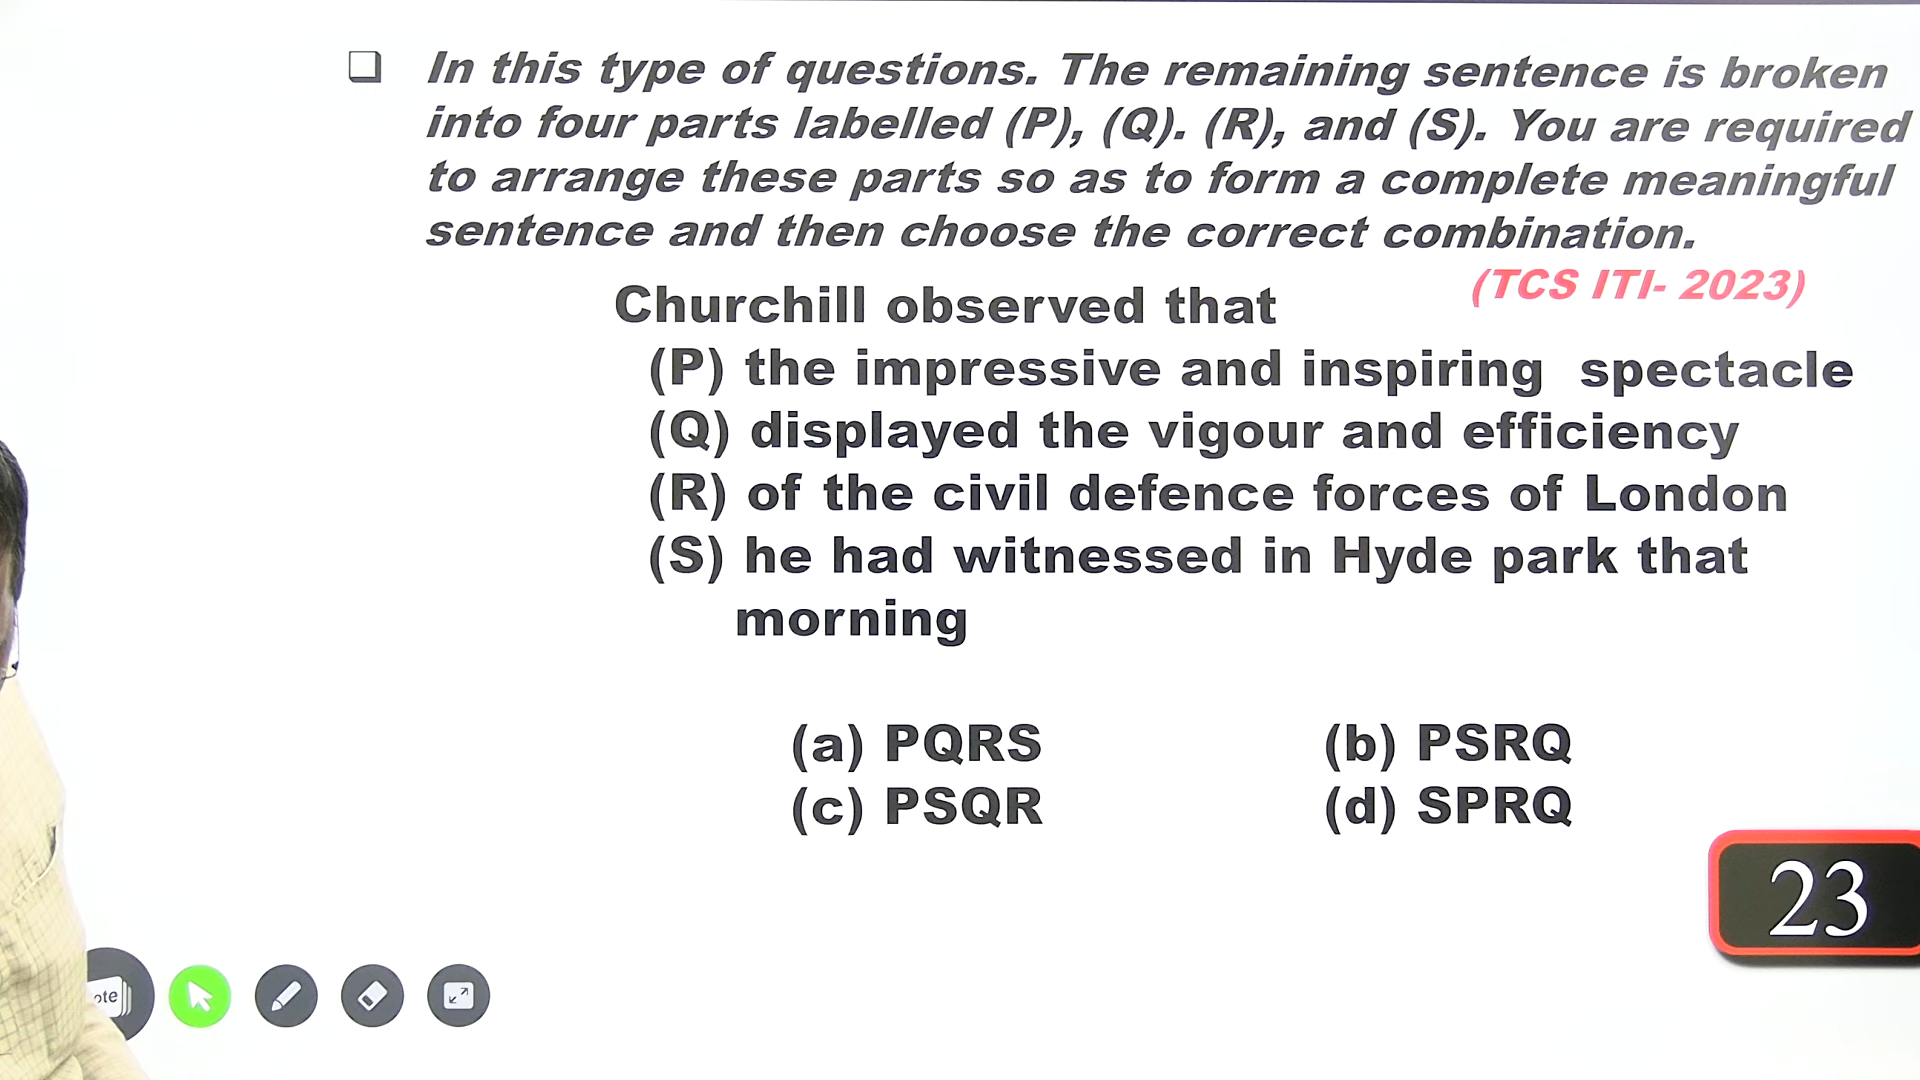 ❑ In this type of questions. The remaining sentence is broken
into four parts labelled (P), (Q). (R), and (S). You are required
to arrange these parts so as to form a complete meaningful
sentence and then choose the correct combination.
(TCS ITI- 2023)
Churchill observed that
(P) the impressive and inspiring spectacle
(Q) displayed the vigour and efficiency
(R) of the civil defence forces of London
(S) he had witnessed in Hyde park that
morning
(a) PQRS (b) PSRQ
(c) PSQR (d) SPRQ
23